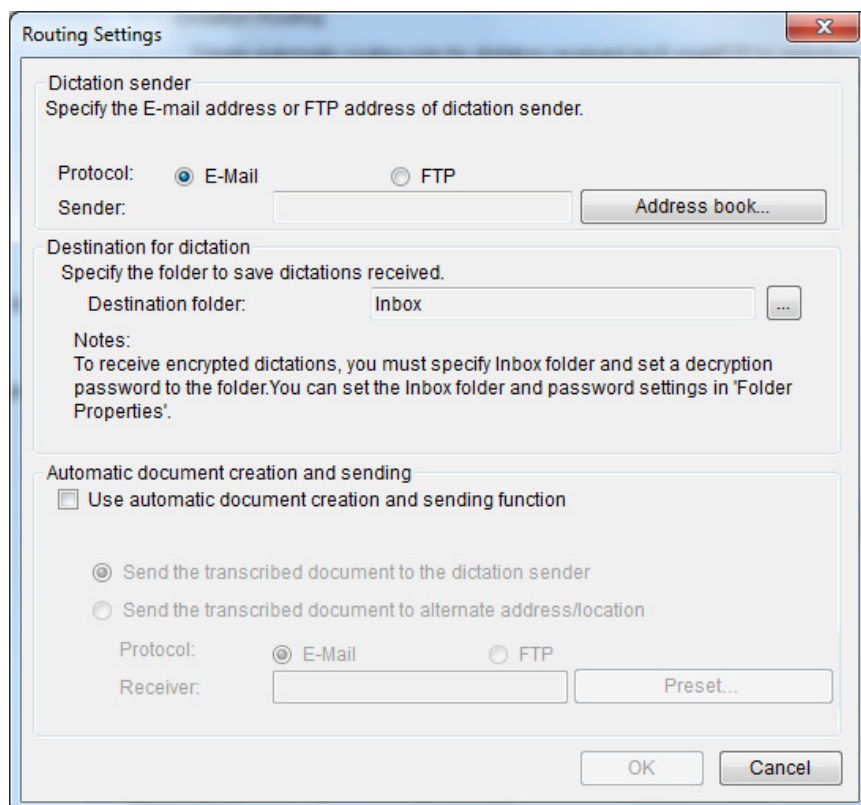 Routing Settings
Dictation sender
Specify the E-mail address or FTP address of dictation sender.
Protocol: E-Mail FTP
Sender: Address book...
Destination for dictation
Specify the folder to save dictations received.
Destination folder: Inbox ...
Notes:
To receive encrypted dictations, you must specify Inbox folder and set a decryption
password to the folder.You can set the Inbox folder and password settings in 'Folder
Properties'.
Automatic document creation and sending
Use automatic document creation and sending function
Send the transcribed document to the dictation sender
Send the transcribed document to alternate address/location
Protocol: E-Mail FTP
Receiver: Preset...
OK Cancel